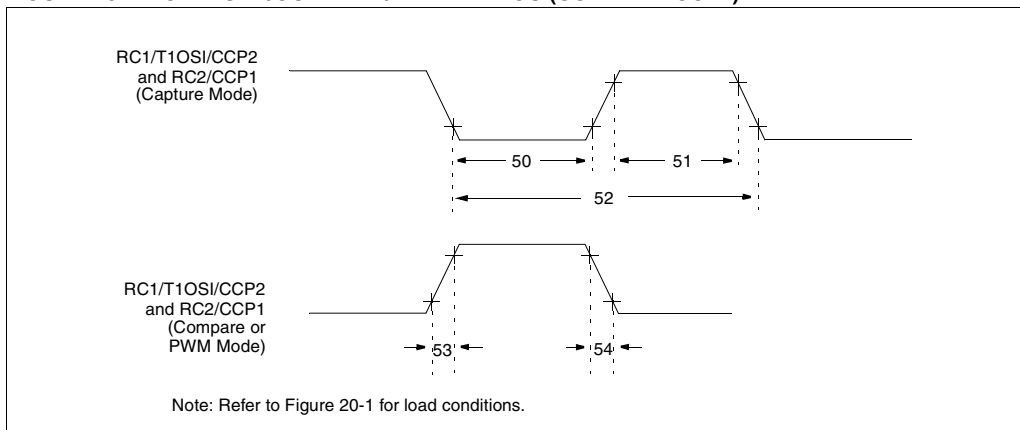 RC1/T1OSI/CCP2
and RC2/CCP1
(Capture Mode)
50
51
52
RC1/T1OSI/CCP2
and RC2/CCP1
(Compare or
PWM Mode)
53
54
Note: Refer to Figure 20-1 for load conditions.